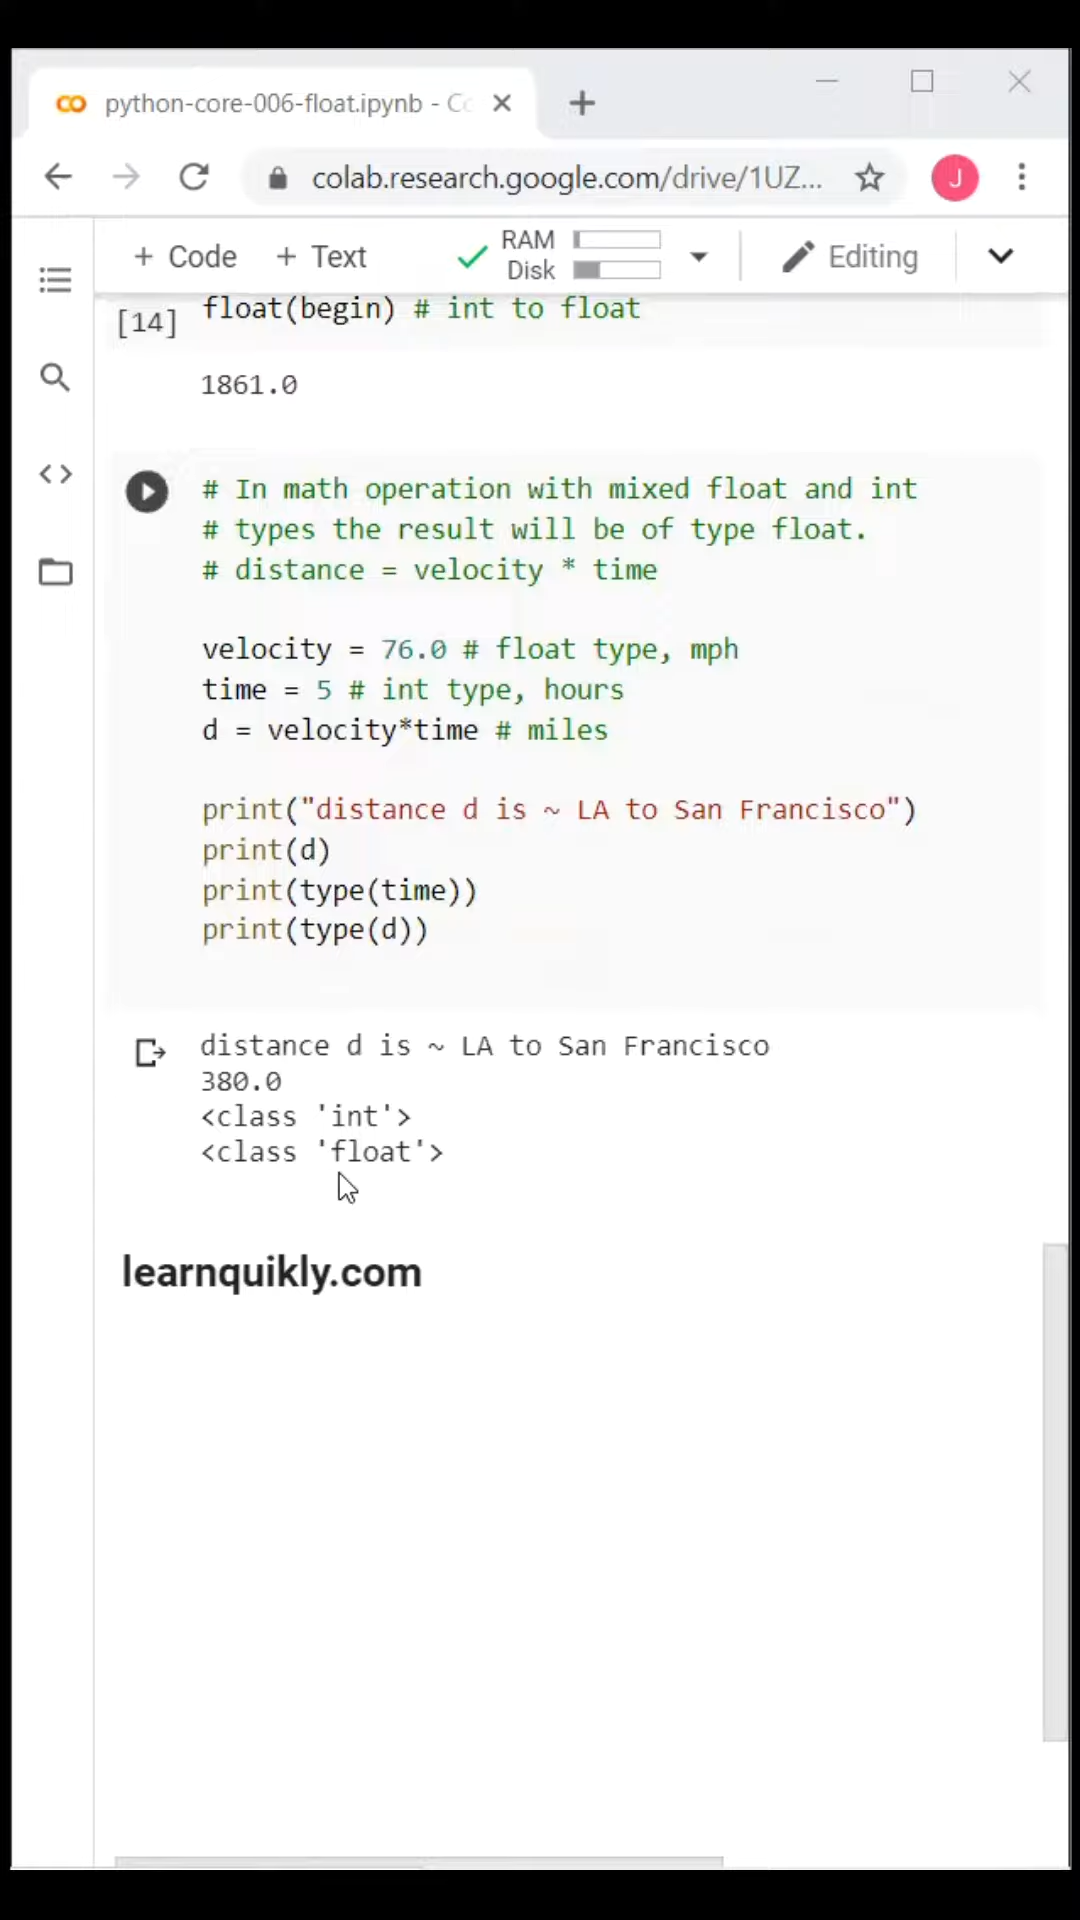 python-core-006-float.ipynb - Co
colab.research.google.com/drive/1UZ...
J
+ Code + Text
RAM
Disk
Editing
[14]
float(begin) # int to float
1861.0
# In math operation with mixed float and int
# types the result will be of type float.
# distance = velocity * time
velocity = 76.0 # float type, mph
time = 5 # int type, hours
d = velocity*time # miles
print("distance d is ~ LA to San Francisco")
print(d)
print(type(time))
print(type(d))
distance d is ~ LA to San Francisco
380.0
<class 'int'>
<class 'float'>
learnquikly.com